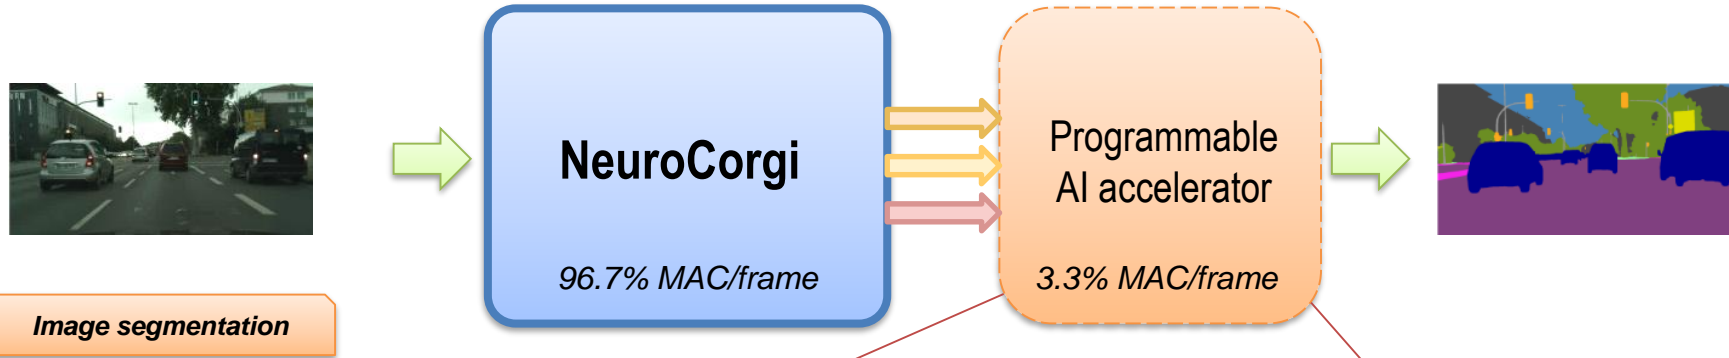 NeuroCorgi
96.7% MAC/frame
Programmable
AI accelerator
3.3% MAC/frame
Image segmentation